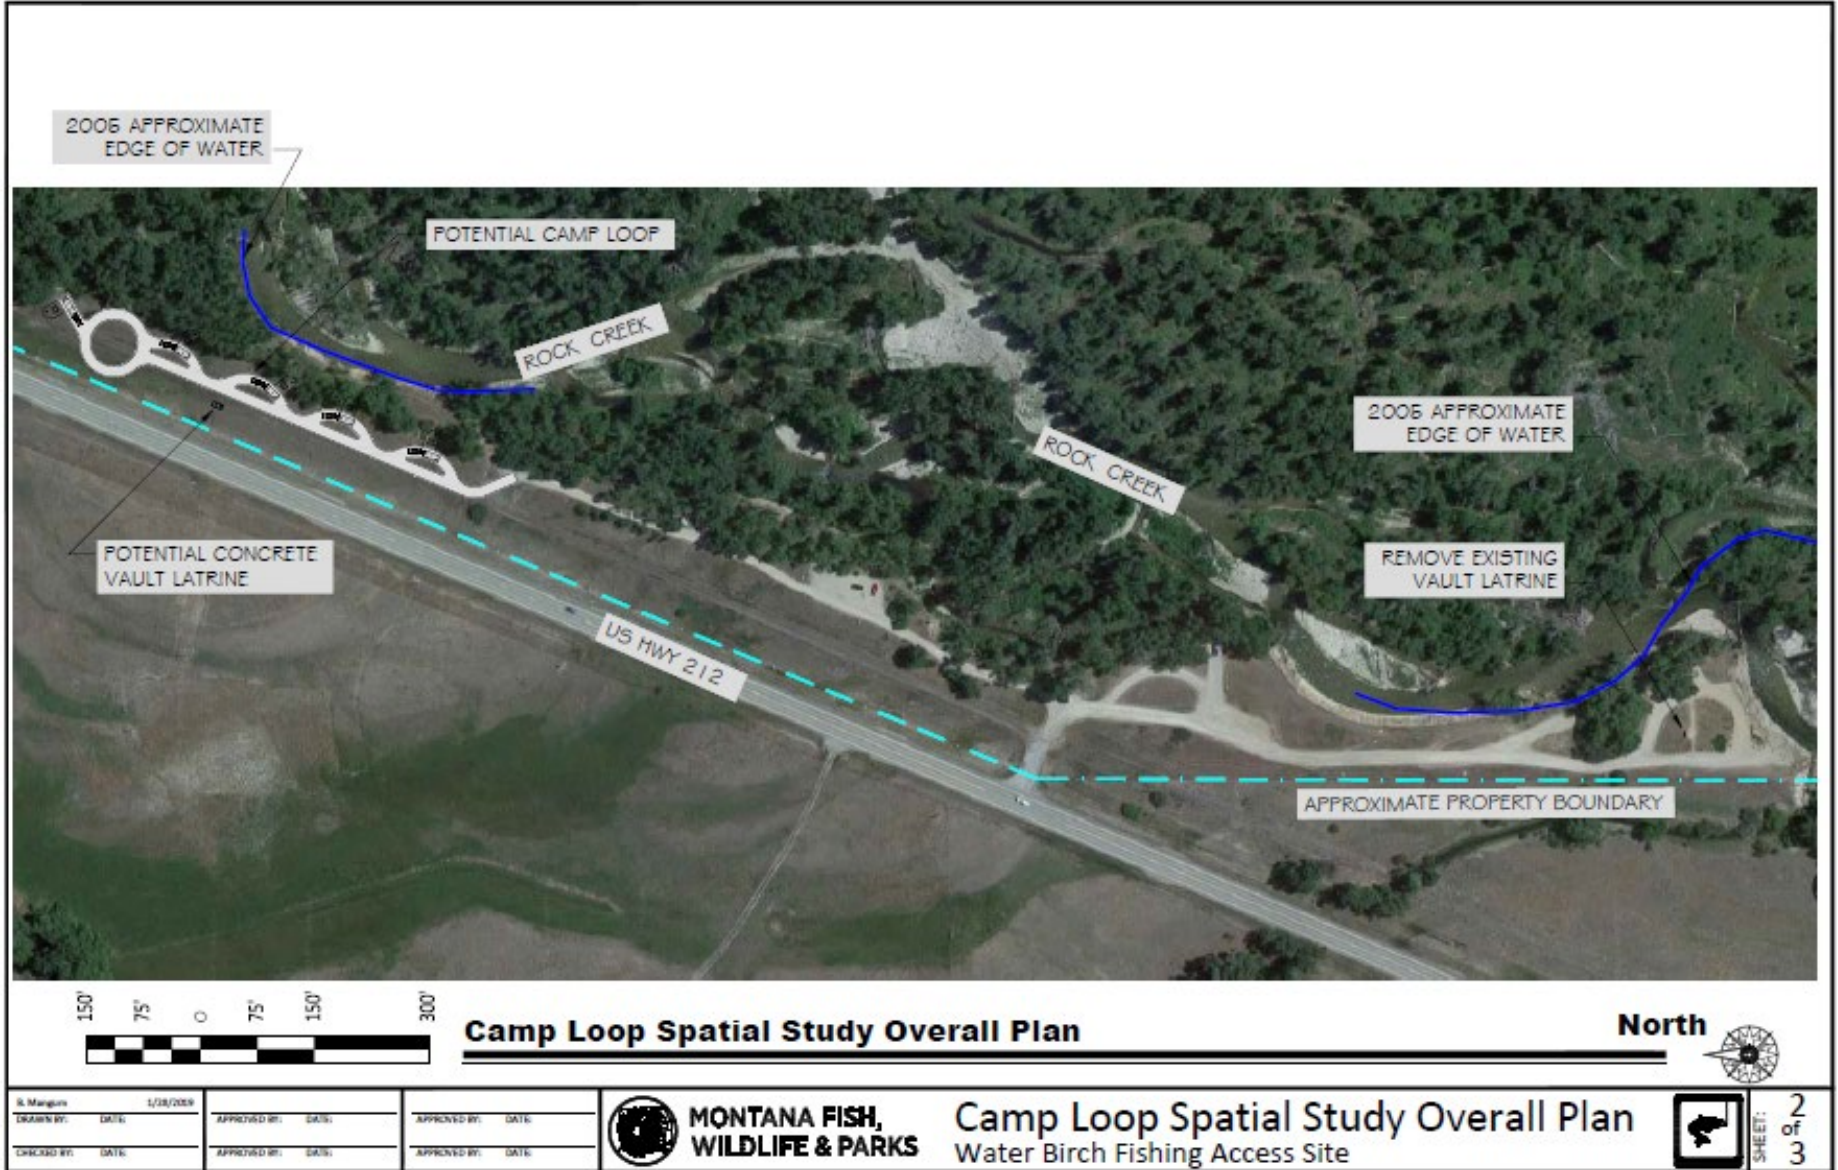 2005 APPROXIMATE
EDGE OF WATER
POTENTIAL CAMP LOOP
ROCK CREEK
ROCK CREEK
2005 APPROXIMATE
EDGE OF WATER
REMOVE EXISTING
VAULT LATRINE
POTENTIAL CONCRETE
VAULT LATRINE
US HWY 212
APPROXIMATE PROPERTY BOUNDARY
150' 75' 0 75' 150' 300'
Camp Loop Spatial Study Overall Plan
North
B. Mangum 1/28/2019
DRAWN BY: DATE: APPROVED BY: DATE: APPROVED BY: DATE:
CHECKED BY: DATE: APPROVED BY: DATE: APPROVED BY: DATE:
MONTANA FISH,
WILDLIFE & PARKS
Camp Loop Spatial Study Overall Plan
Water Birch Fishing Access Site
SHEET: 2
of
3